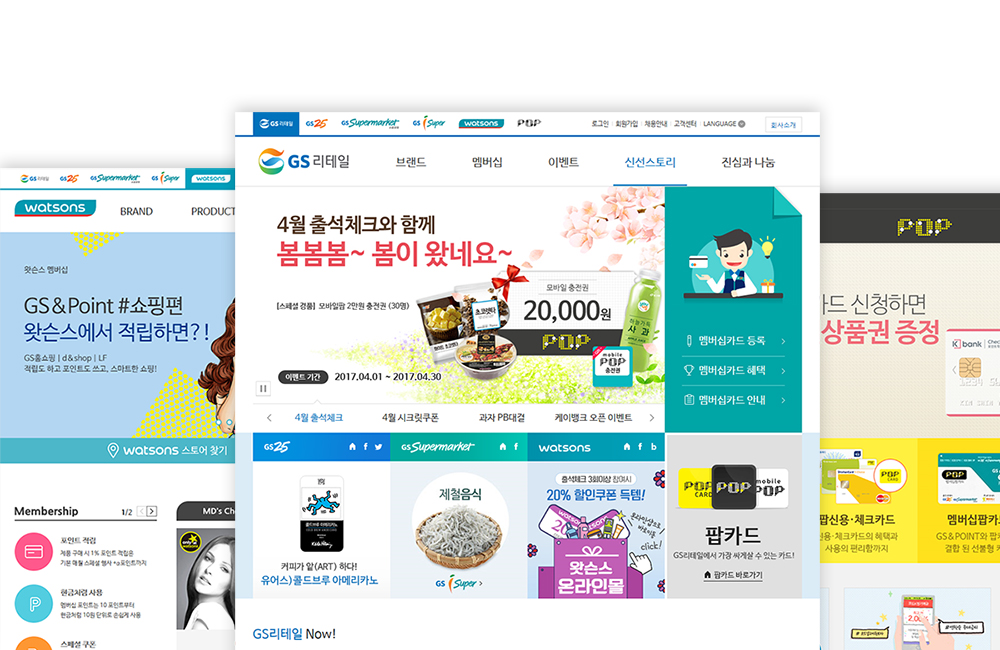 GS리테일 GS25 GS Supermarket GS iSuper watsons POP 로그인 회원가입 채용안내 고객센터 LANGUAGE 회사소개
GS리테일 브랜드 멤버십 이벤트 신선스토리 진심과 나눔
4월 출석체크와 함께
봄봄봄~ 봄이 왔네요~
[스페셜 경품] 모바일팝 2만원 충전권 (30명)
모바일 충전권
20,000원
POP
사과
mobile
POP
충전권
이벤트 기간 2017.04.01 ~ 2017.04.30
멤버십카드 등록
멤버십카드 혜택
멤버십카드 안내
4월 출석체크 4월 시크릿쿠폰 과자 PB대결 케이뱅크 오픈 이벤트
GS25 GS Supermarket watsons
커피가 앝(ART) 하다!
유어스)콜드브루 아메리카노
제철음식
GS iSuper
출석체크 3회이상 참여시
20% 할인쿠폰 득템!
click!
왓슨스
온라인몰
POP
CARD
POP
mobile
POP
팝카드
GS리테일에서 가장 싸게살 수 있는 카드!
팝카드 바로가기
GS리테일 Now!
GS리테일 GS25 GS Supermarket GS iSuper watsons
watsons BRAND PRODUCT
왓슨스 멤버십
GS&Point #쇼핑편
왓슨스에서 적립하면?!
GS홈쇼핑 | d&shop | LF
적립도 하고 포인트도 쓰고, 스마트한 쇼핑!
watsons 스토어 찾기
Membership 1/2
MD's Ch
포인트 적립
제품 구매 시 1% 포인트 적립은
기본 매월 스페셜 행사 +a포인트까지
현금처럼 사용
멤버십 포인트는 10 포인트부터
현금처럼 10원 단위로 손쉽게 사용
스페셜 쿠폰
only at
watsons
POP
카드 신청하면
상품권 증정
K bank Chec
POP
CARD
팝신용·체크카드
신용·체크카드의 혜택과
사용의 편리함까지
POP
멤버십팝카
GS&POINT와 팝
결합 원 선불형 카